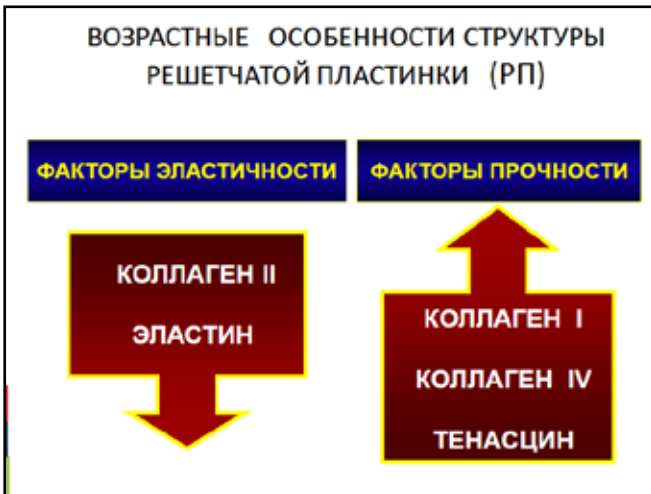 ВОЗРАСТНЫЕ ОСОБЕННОСТИ СТРУКТУРЫ
РЕШЕТЧАТОЙ ПЛАСТИНКИ (РП)
ФАКТОРЫ ЭЛАСТИЧНОСТИ
КОЛЛАГЕН II
ЭЛАСТИН
ФАКТОРЫ ПРОЧНОСТИ
КОЛЛАГЕН I
КОЛЛАГЕН IV
ТЕНАСЦИН